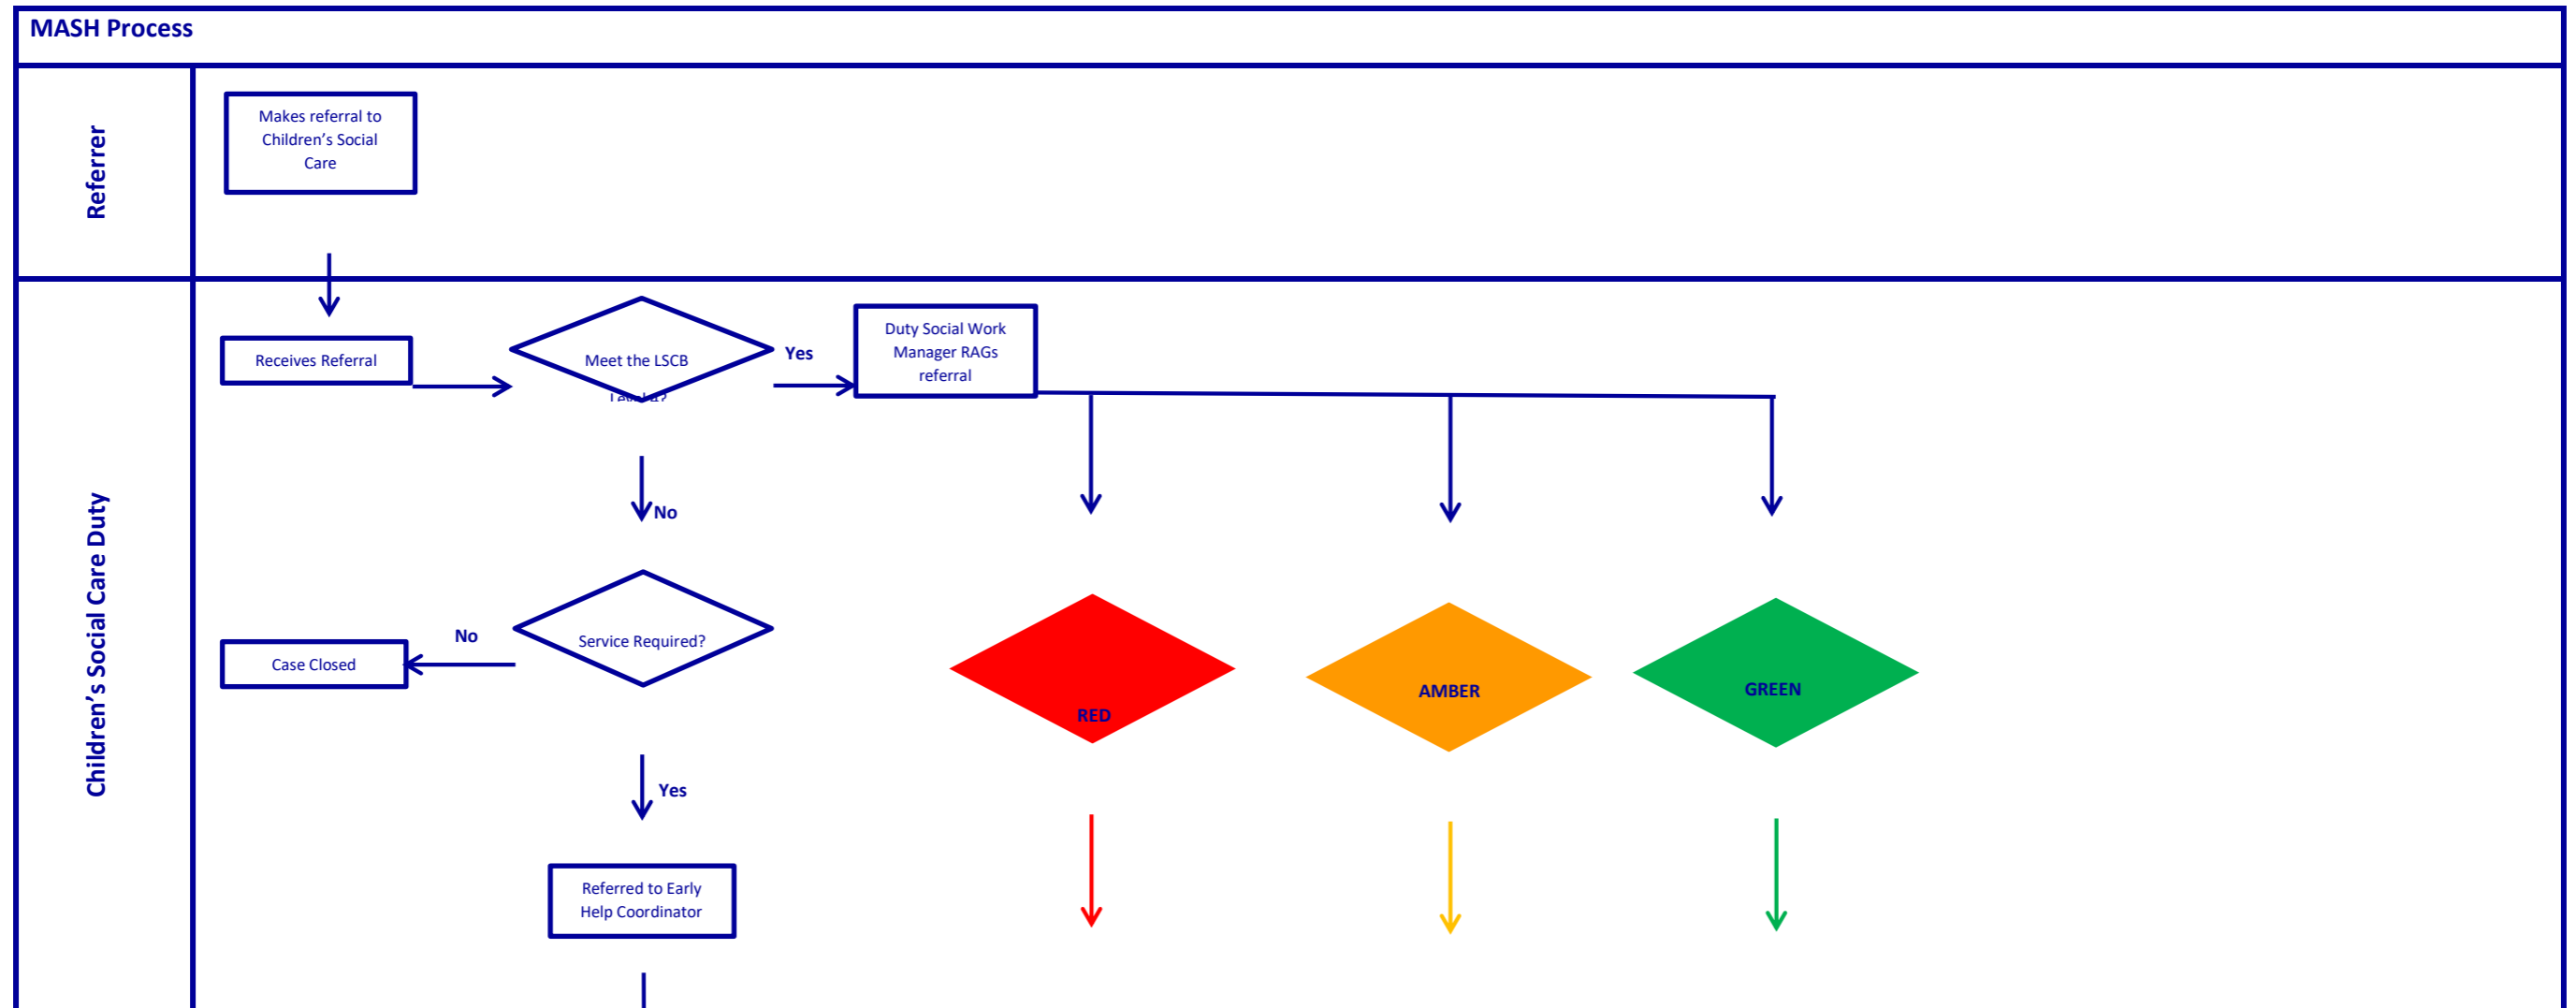 MASH Process
Referrer
Makes referral to
Children’s Social
Care
Children’s Social Care Duty
Receives Referral
Meet the LSCB
Yes
Duty Social Work
Manager RAGs
referral
No
Service Required?
No
Case Closed
RED
AMBER
GREEN
Yes
Referred to Early
Help Coordinator